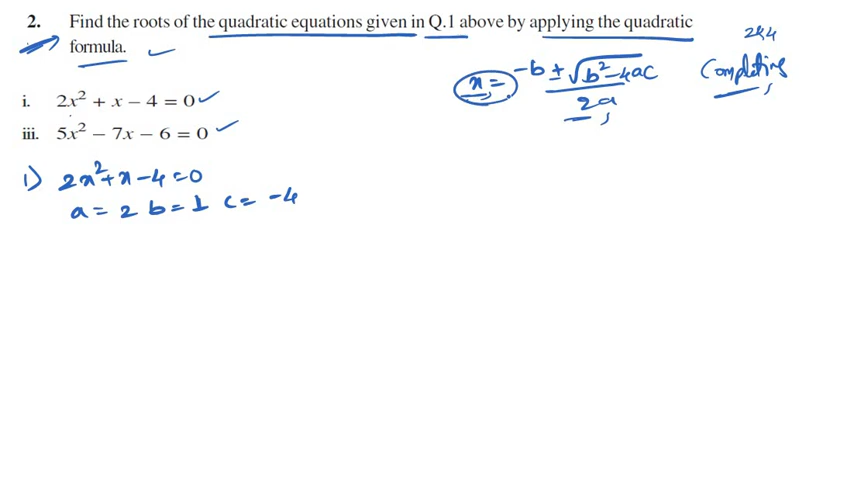 2. Find the roots of the quadratic equations given in Q.1 above by applying the quadratic
formula.
2&4
x = -b ± √b² - 4ac
2a
Completing
i. 2x² + x − 4 = 0
iii. 5x² − 7x − 6 = 0
1) 2x² + x - 4 = 0
a = 2 b = 1 c = -4